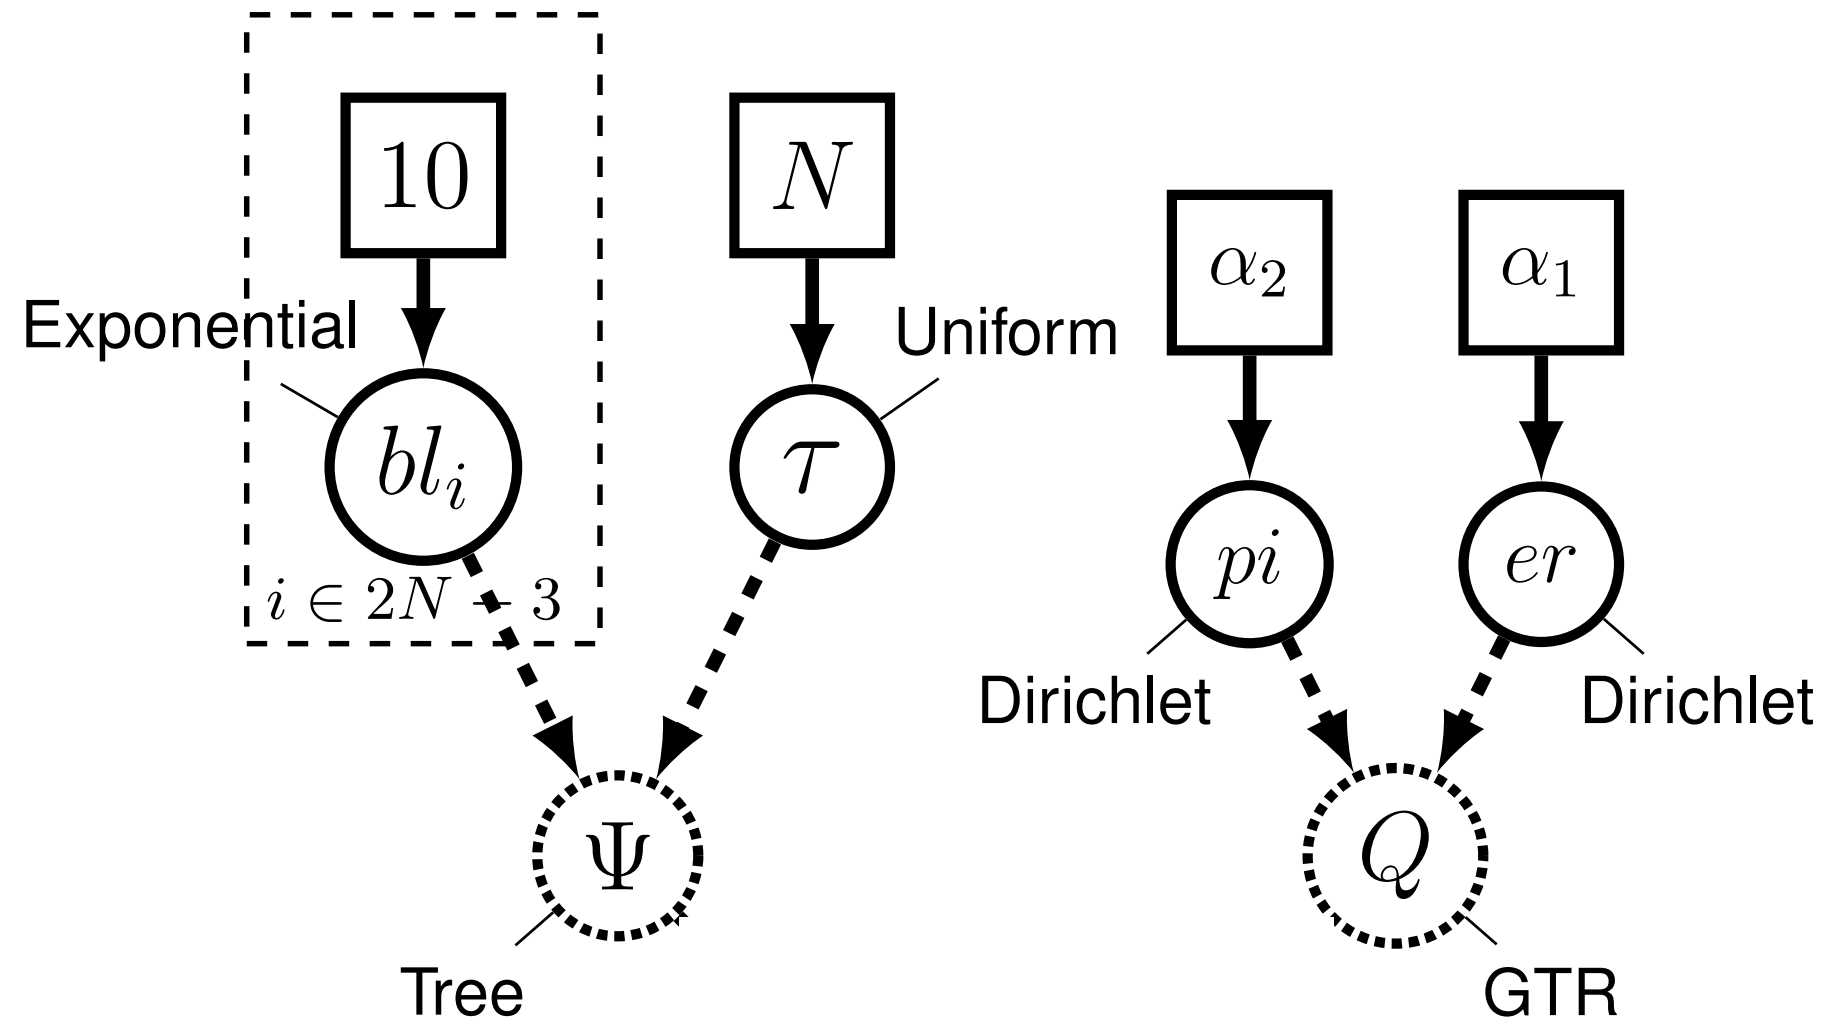 10
N
α₂
α₁
Exponential
Uniform
blᵢ
τ
pi
er
i ∈ 2N − 3
Dirichlet
Dirichlet
Ψ
Q
Tree
GTR